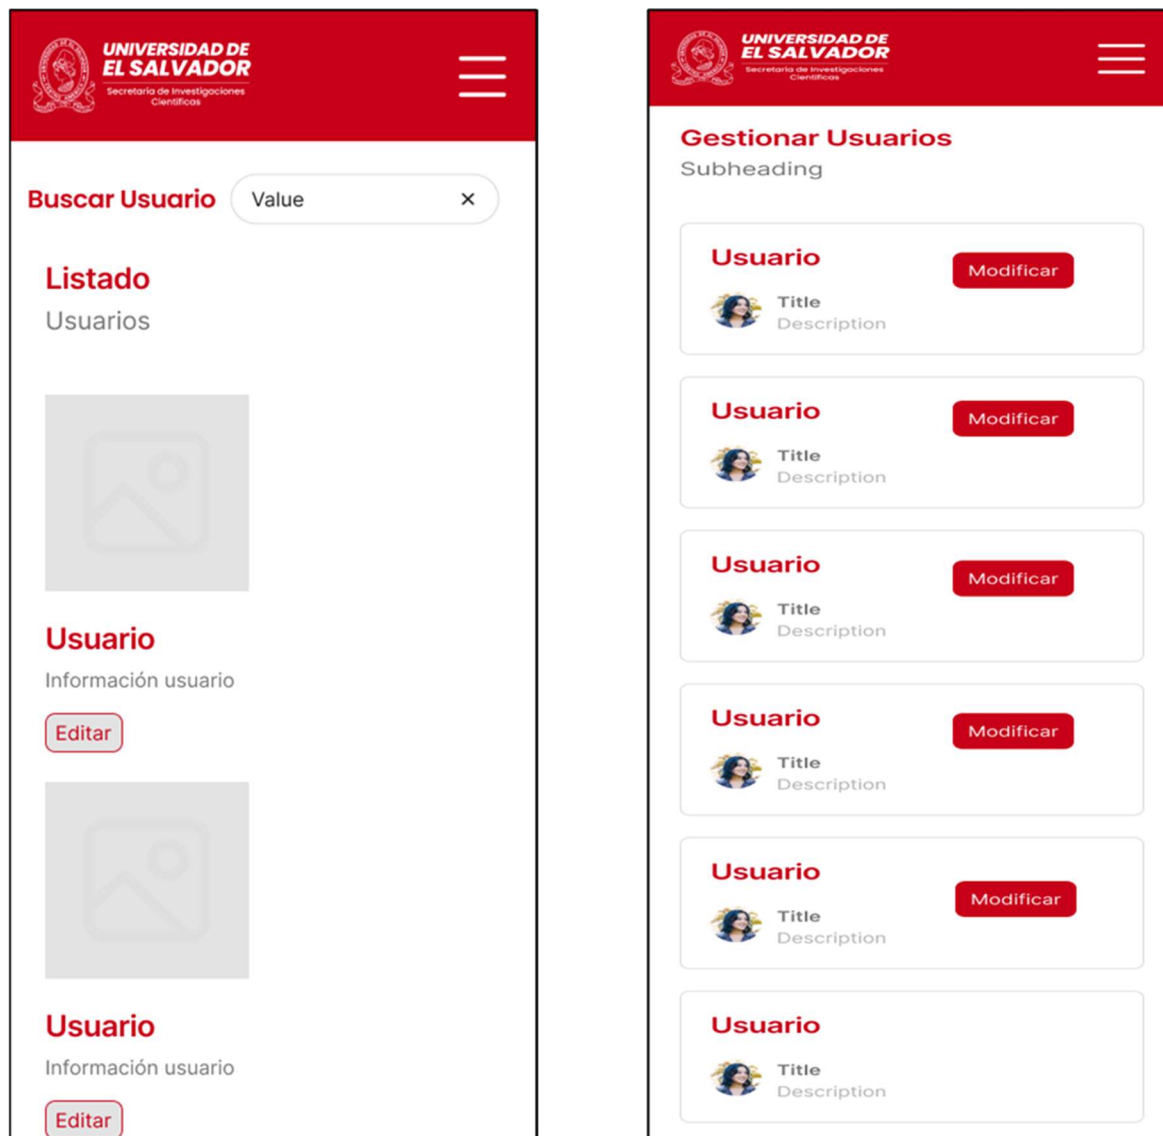 UNIVERSIDAD DE
EL SALVADOR
Secretaría de Investigaciones
Científicas
Buscar Usuario
Value
Listado
Usuarios
Usuario
Información usuario
Editar
Usuario
Información usuario
Editar
UNIVERSIDAD DE
EL SALVADOR
Secretaría de Investigaciones
Científicas
Gestionar Usuarios
Subheading
Usuario
Modificar
Title
Description
Usuario
Modificar
Title
Description
Usuario
Modificar
Title
Description
Usuario
Modificar
Title
Description
Usuario
Modificar
Title
Description
Usuario
Title
Description